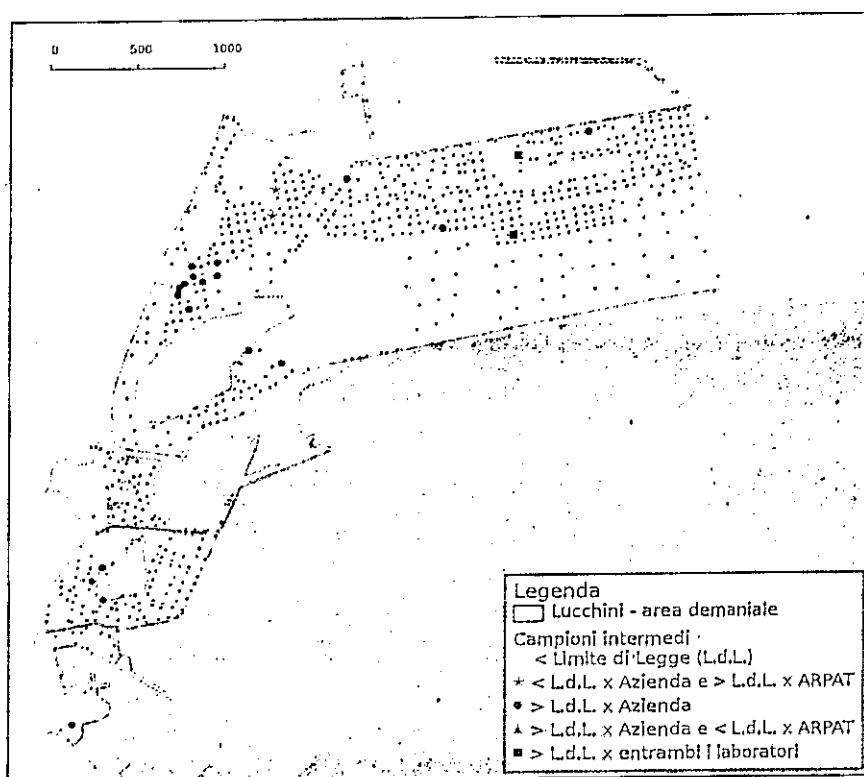 0 500 1000
Legenda
Lucchini - area demaniale
Campioni intermedi
< Limite di Legge (L.d.L.)
< L.d.L. x Azienda e > L.d.L. x ARPAT
> L.d.L. x Azienda
> L.d.L. x Azienda e < L.d.L. x ARPAT
> L.d.L. x entrambi i laboratori